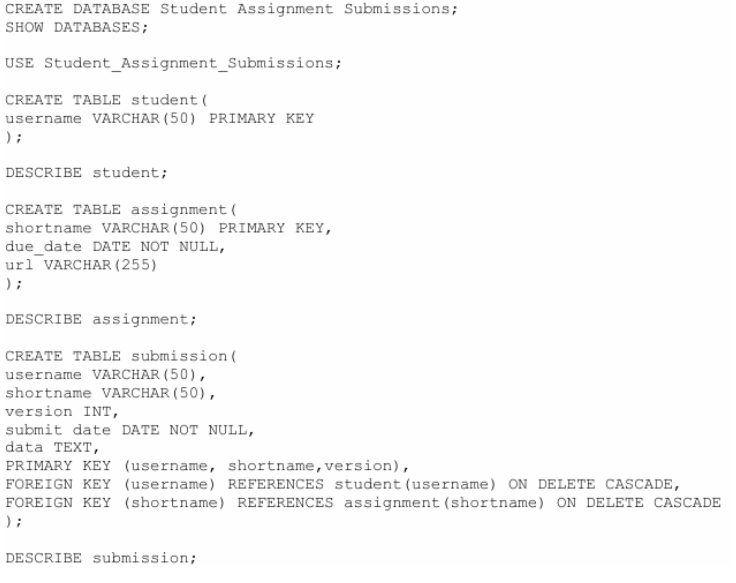 CREATE DATABASE Student Assignment Submissions;
SHOW DATABASES;
USE Student_Assignment_Submissions;
CREATE TABLE student(
username VARCHAR(50) PRIMARY KEY
);
DESCRIBE student;
CREATE TABLE assignment(
shortname VARCHAR(50) PRIMARY KEY,
due_date DATE NOT NULL,
url VARCHAR(255)
);
DESCRIBE assignment;
CREATE TABLE submission(
username VARCHAR(50),
shortname VARCHAR(50),
version INT,
submit date DATE NOT NULL,
data TEXT,
PRIMARY KEY (username, shortname,version),
FOREIGN KEY (username) REFERENCES student(username) ON DELETE CASCADE,
FOREIGN KEY (shortname) REFERENCES assignment(shortname) ON DELETE CASCADE
);
DESCRIBE submission;